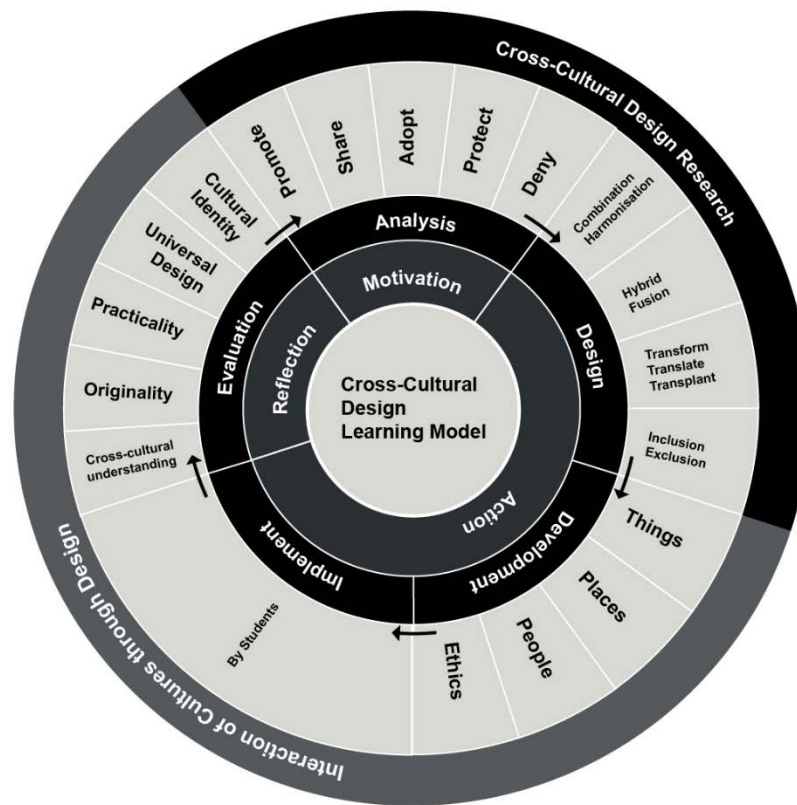 Cross-Cultural Design Research
Promote
Share
Adopt
Protect
Deny
Combination
Harmonisation
Hybrid
Fusion
Transform
Translate
Transplant
Inclusion
Exclusion
Things
Places
People
Ethics
By Students
Cross-cultural
understanding
Originality
Practicality
Universal
Design
Cultural
Identity
Analysis
Design
Development
Implement
Evaluation
Motivation
Action
Reflection
Cross-Cultural
Design
Learning Model
Interaction of Cultures through Design